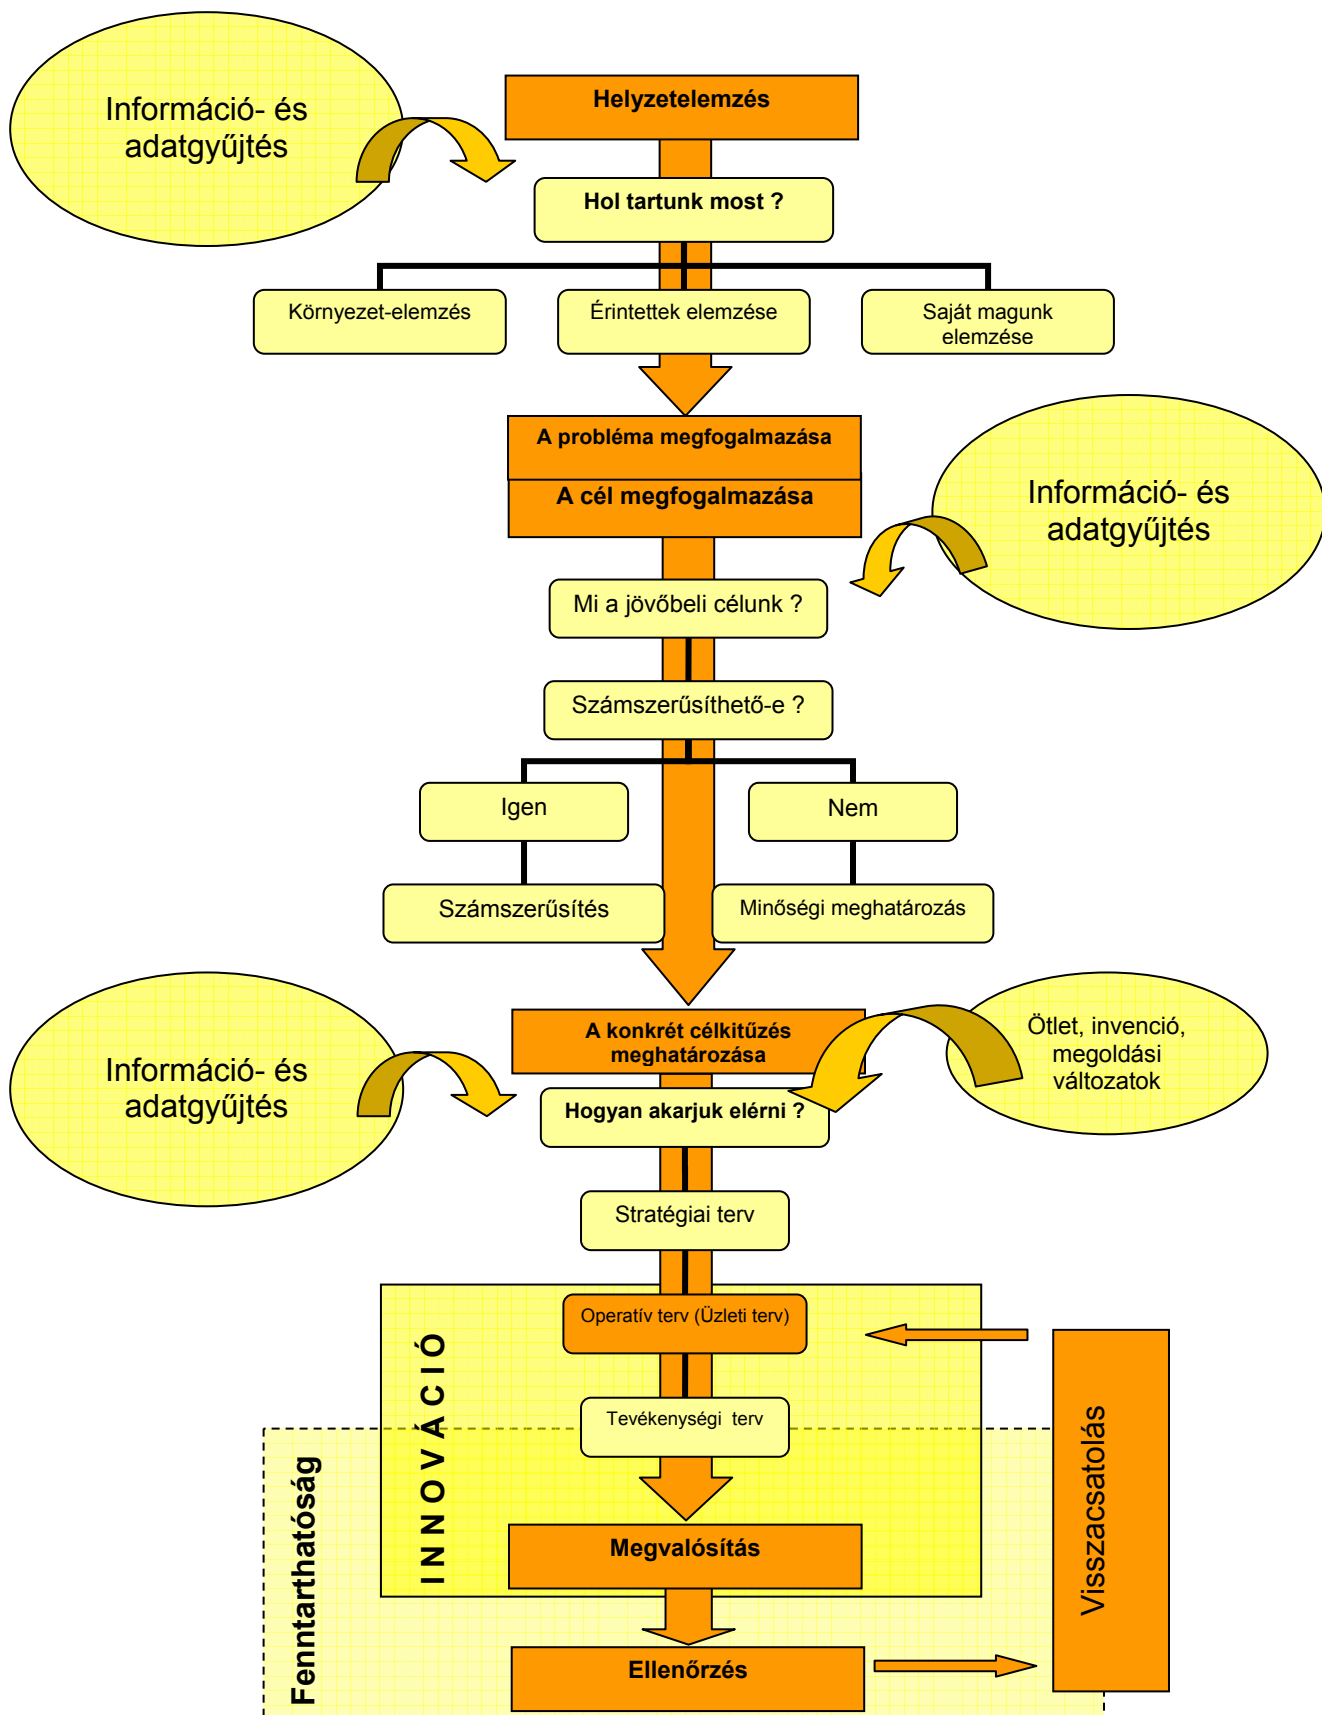 Információ- és
adatgyűjtés
Helyzetelemzés
Hol tartunk most ?
Környezet-elemzés
Érintettek elemzése
Saját magunk
elemzése
A probléma megfogalmazása
A cél megfogalmazása
Információ- és
adatgyűjtés
Mi a jövőbeli célunk ?
Számszerűsíthető-e ?
Igen
Nem
Számszerűsítés
Minőségi meghatározás
Információ- és
adatgyűjtés
A konkrét célkitűzés
meghatározása
Ötlet, invenció,
megoldási
változatok
Hogyan akarjuk elérni ?
Stratégiai terv
Operatív terv (Üzleti terv)
Tevékenységi  terv
I N N O V Á C I Ó
Fenntarthatóság
Visszacsatolás
Megvalósítás
Ellenőrzés